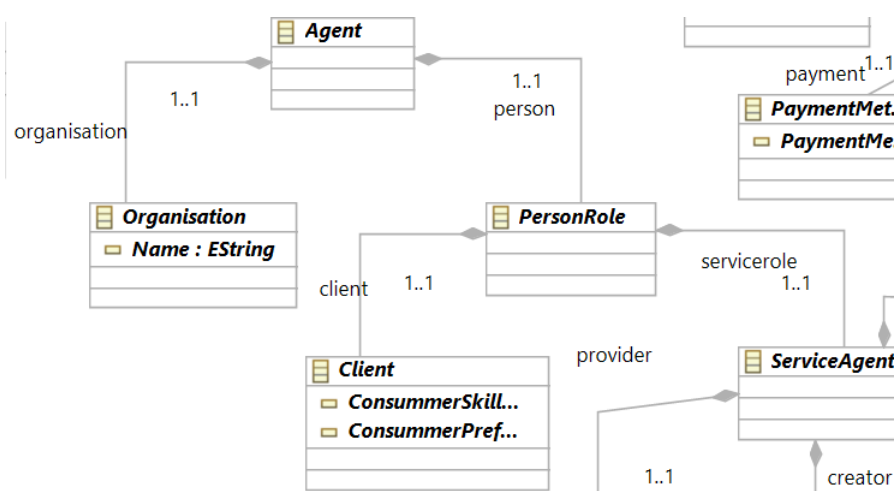 Agent
1..1
payment
1..1
1..1
person
PaymentMet.
organisation
PaymentMe
Organisation
PersonRole
Name : EString
servicerole
client
1..1
1..1
provider
Client
ServiceAgent
ConsummerSkill...
ConsummerPref...
1..1
creator